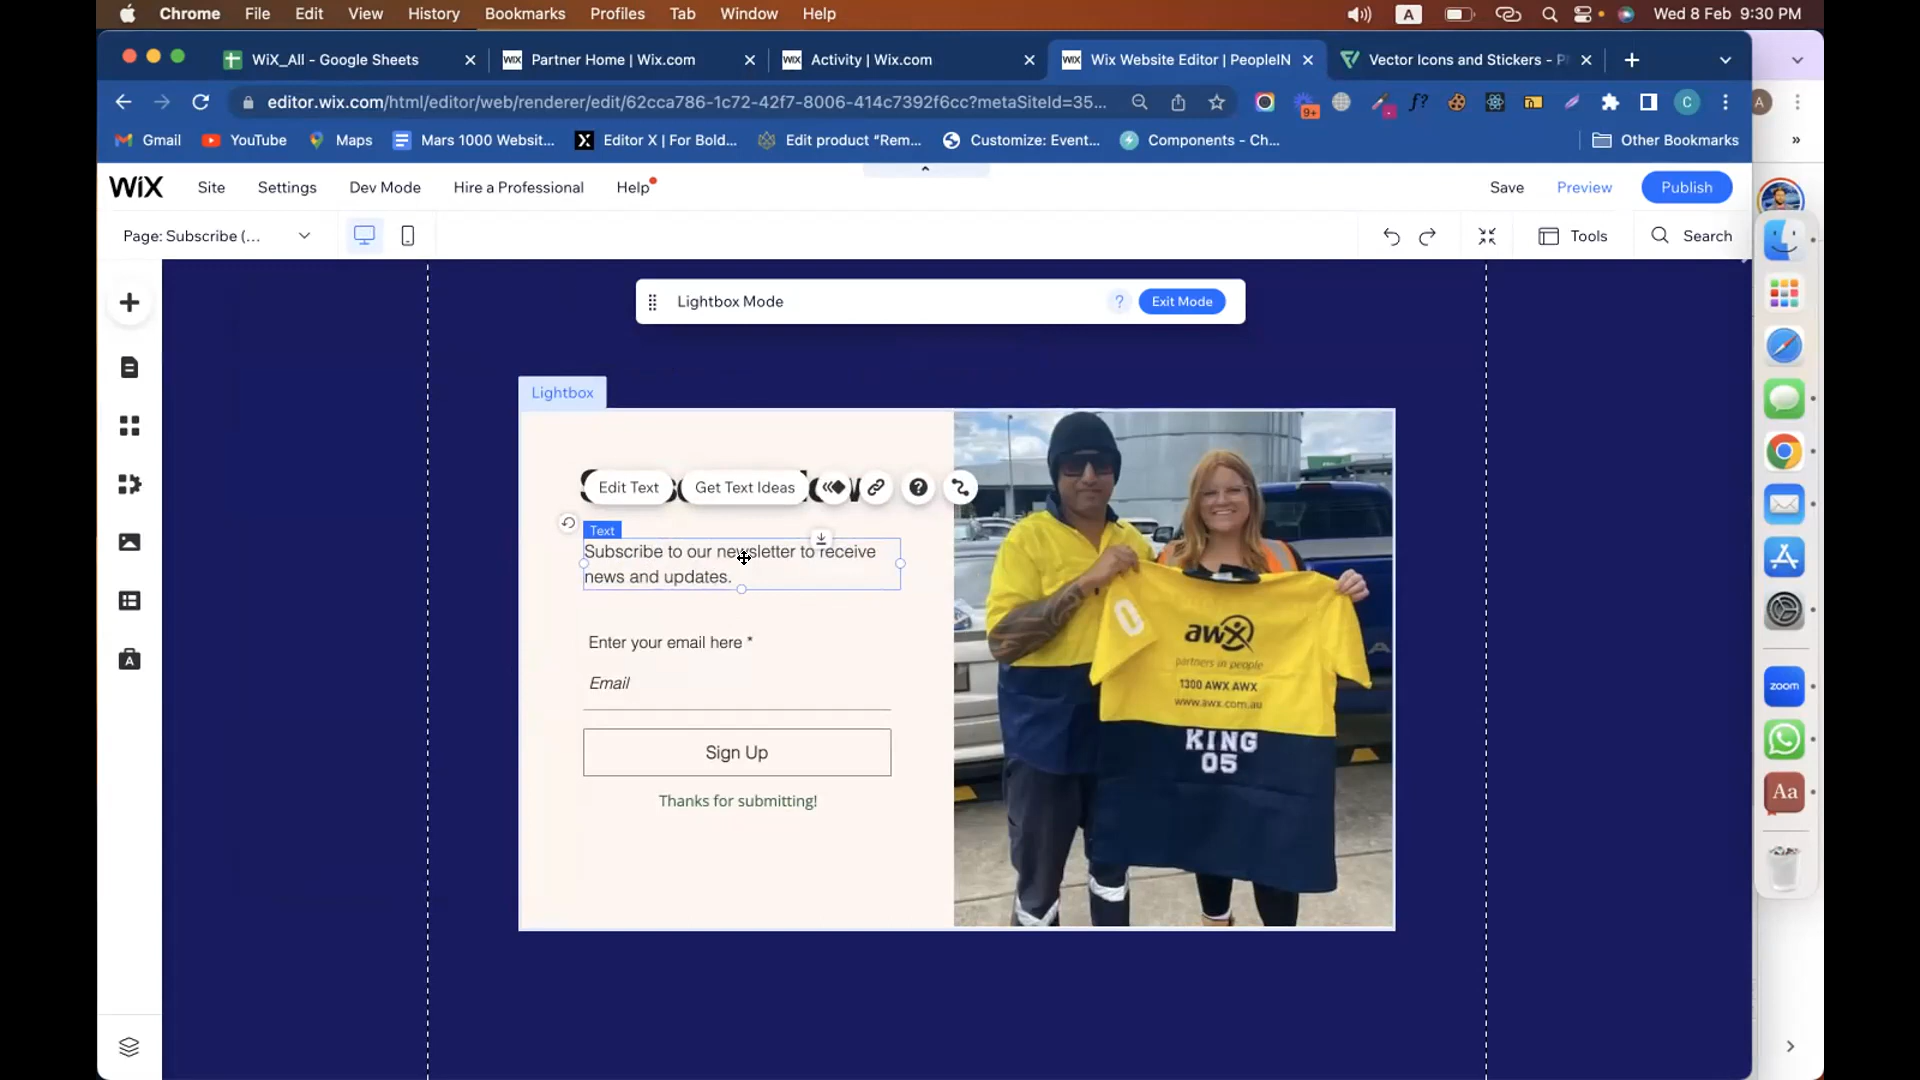 Chrome File Edit View History Bookmarks Profiles Tab Window Help A Wed 8 Feb 9:30 PM
WiX_All - Google Sheets Partner Home | Wix.com Activity | Wix.com Wix Website Editor | PeopleIN Vector Icons and Stickers - P
editor.wix.com/html/editor/web/renderer/edit/62cca786-1c72-42f7-8006-414c7392f6cc?metaSiteId=35... 9+ f? C A
Gmail YouTube Maps Mars 1000 Websit... Editor X | For Bold... Edit product “Rem... Customize: Event... Components - Ch... Other Bookmarks »
WiX Site Settings Dev Mode Hire a Professional Help Save Preview Publish
Page: Subscribe (... Tools Search
Lightbox Mode ? Exit Mode
Lightbox
Edit Text Get Text Ideas
Text
Subscribe to our newsletter to receive
news and updates.
Enter your email here *
Email
Sign Up
Thanks for submitting!
awx
partners in people
1300 AWX AWX
www.awx.com.au
KING
05
zoom
Aa